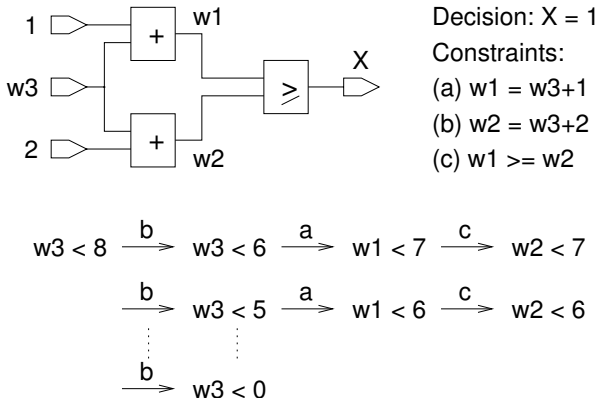 1
+
w1
w3
X
≥
2
+
w2
Decision: X = 1
Constraints:
(a) w1 = w3+1
(b) w2 = w3+2
(c) w1 >= w2
w3 < 8 b w3 < 6 a w1 < 7 c w2 < 7
b w3 < 5 a w1 < 6 c w2 < 6
b w3 < 0